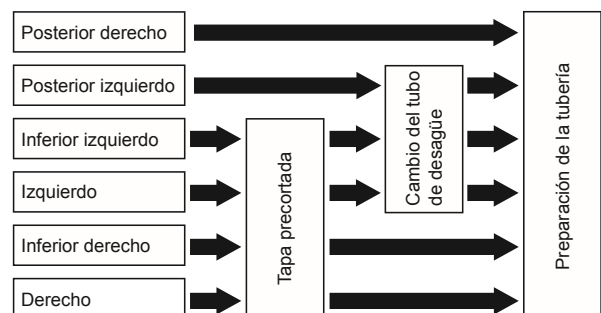 Posterior derecho
Posterior izquierdo
Inferior izquierdo
Izquierdo
Inferior derecho
Derecho
Tapa precortada
Cambio del tubo
de desagüe
Preparación de la tubería